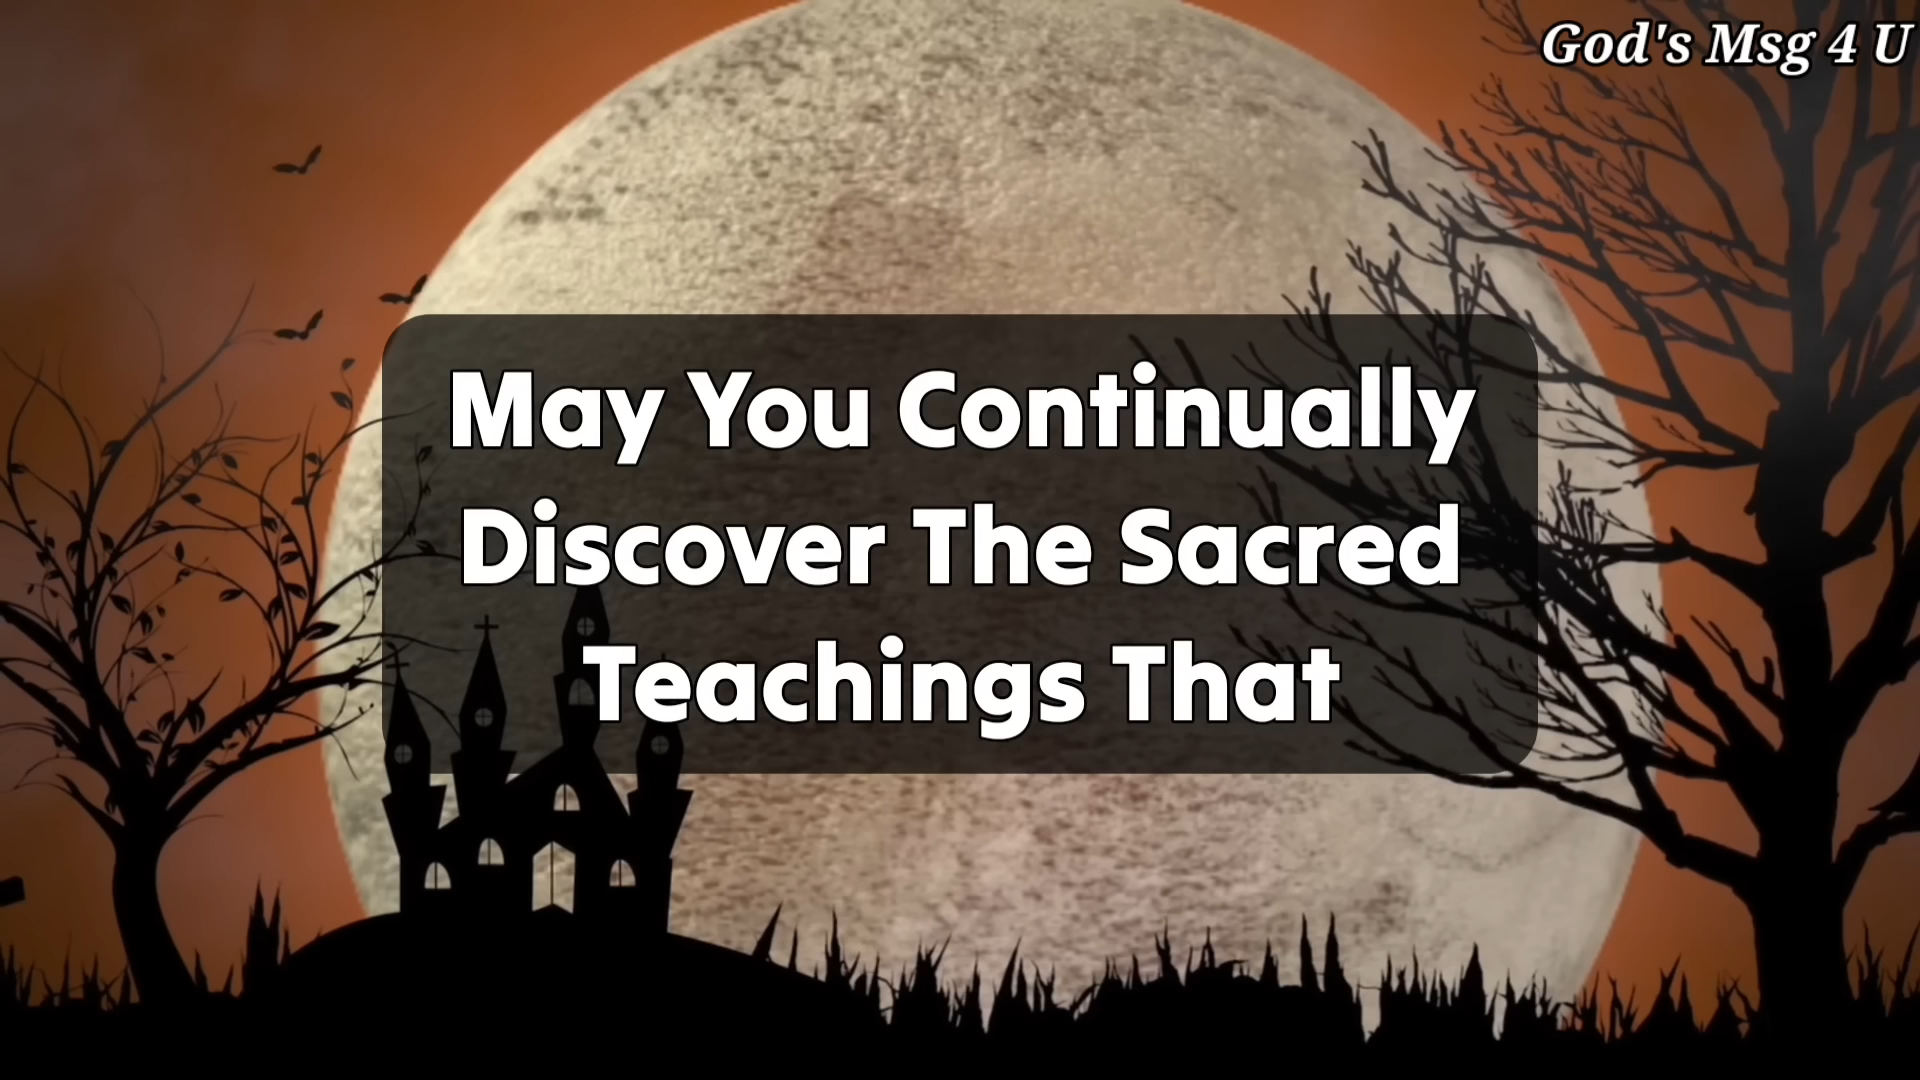 God's Msg 4 U
May You Continually
Discover The Sacred
Teachings That